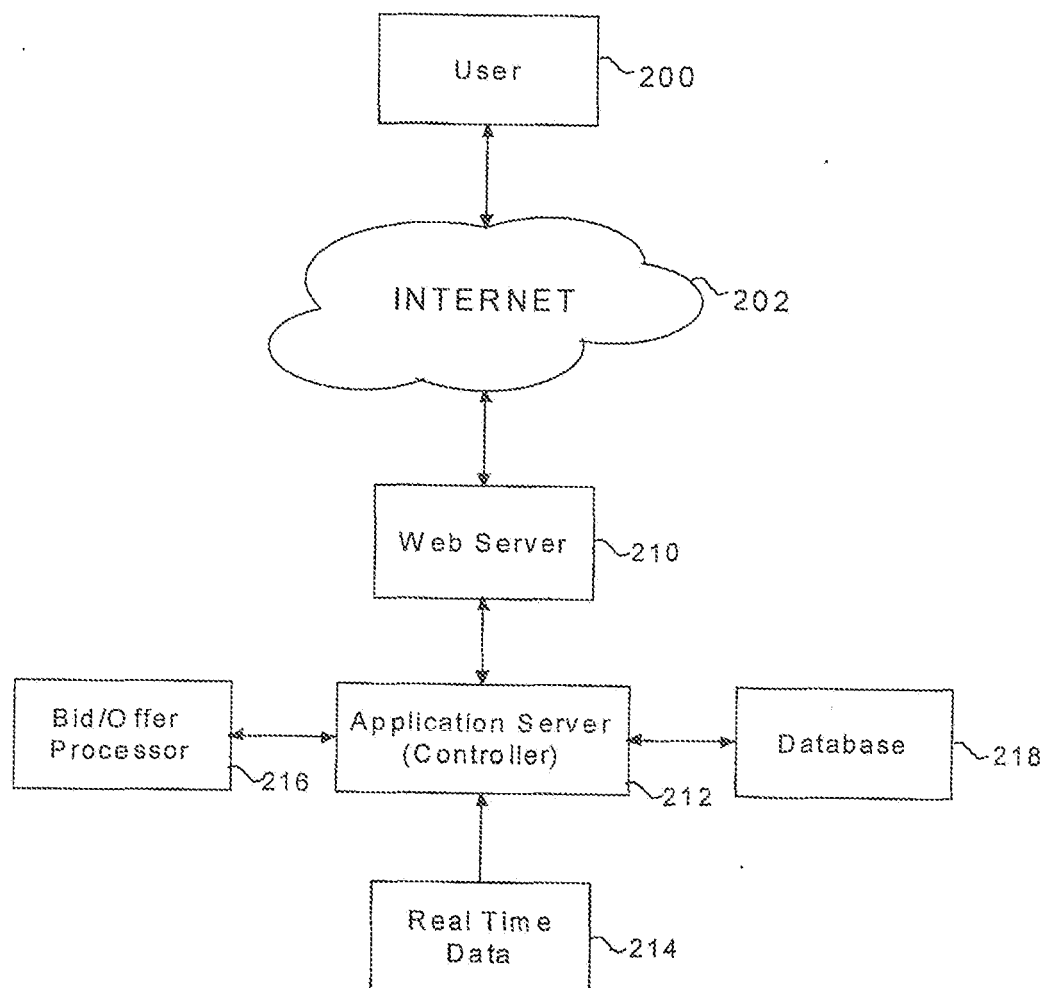 User
200
INTERNET
202
Web Server
210
Bid/Offer
Processor
216
Application Server
(Controller)
212
Database
218
Real Time
Data
214